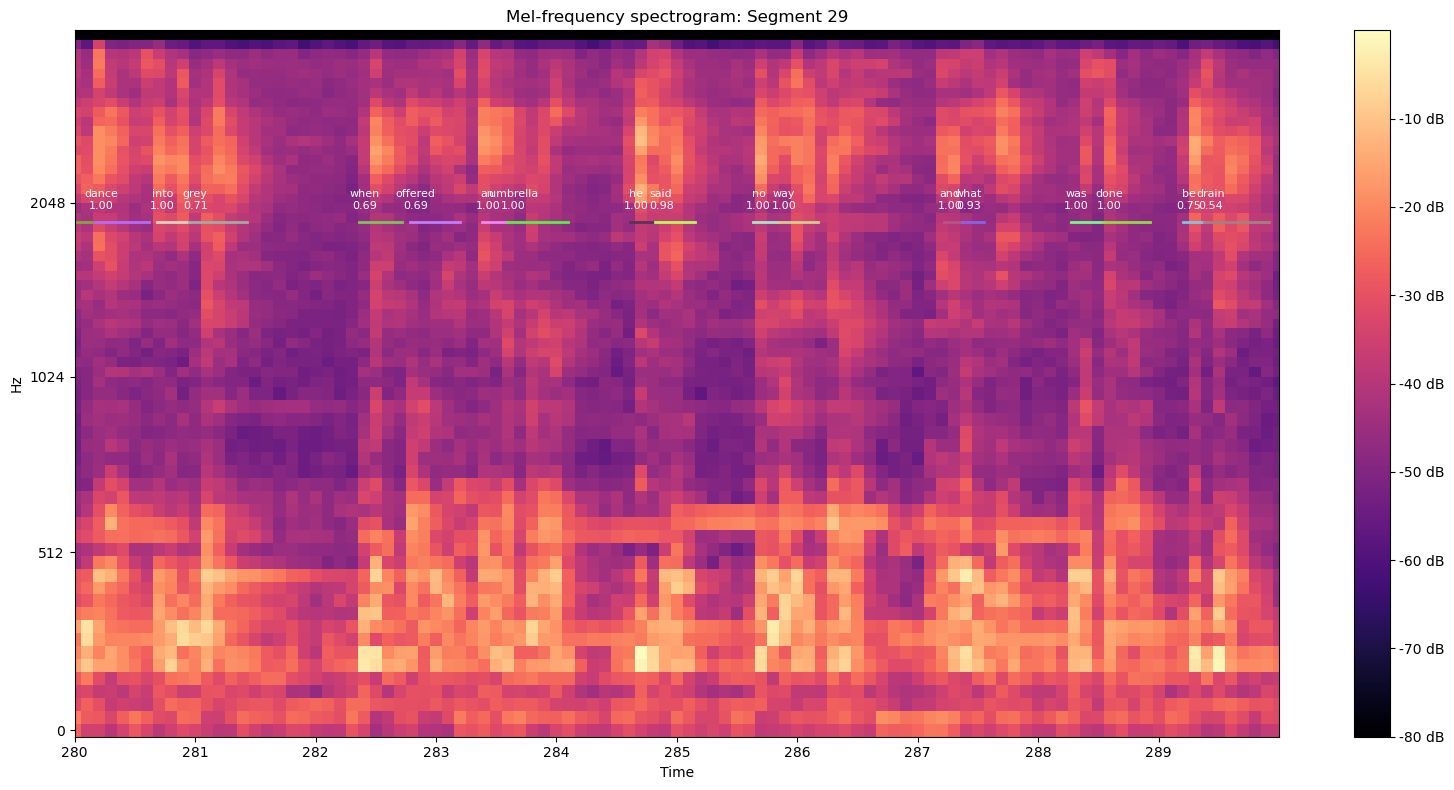 Mel-frequency spectrogram: Segment 29
Hz
2048
1024
512
0
dance into grey when offered an umbrella he said no way and what was done be drain
1.00 1.00 0.71 0.69 0.69 1.00 1.00 1.00 0.98 1.00 1.00 1.00 0.93 1.00 1.00 0.75 0.54
280 281 282 283 284 285 286 287 288 289
Time
-10 dB
-20 dB
-30 dB
-40 dB
-50 dB
-60 dB
-70 dB
-80 dB